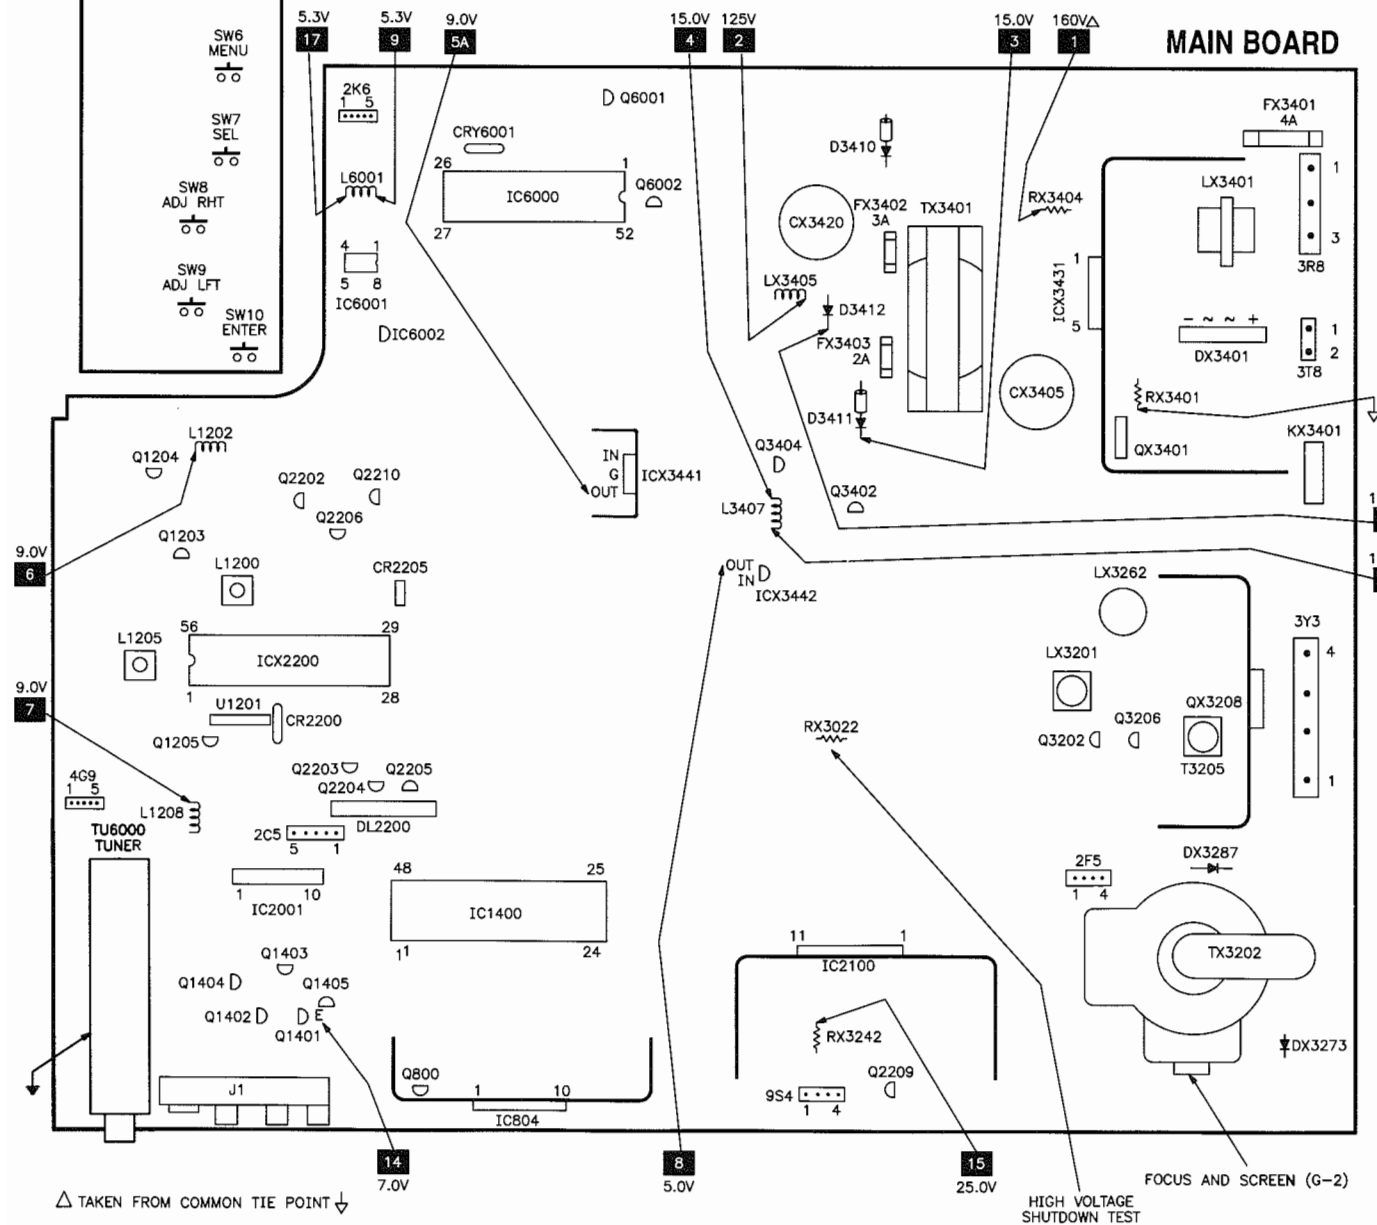 5.3V
5.3V
9.0V
15.0V
125V
15.0V
160V△
17
9
5A
4
2
3
1
MAIN BOARD
SW6
MENU
SW7
SEL
SW8
ADJ RHT
SW9
ADJ LFT
SW10
ENTER
2K6
1 5
L6001
4 1
5 8
IC6001
IC6002
CRY6001
Q6001
26 1
IC6000
27 52
Q6002
D3410
CX3420
FX3402
3A
TX3401
RX3404
LX3405
D3412
FX3403
2A
D3411
CX3405
FX3401
4A
LX3401
1
3
3R8
1
ICX3431
5
- ~ ~ +
DX3401
1
2
3T8
RX3401
QX3401
KX3401
L1202
Q1204
Q2202
Q2210
Q2206
Q1203
IN
G
OUT
ICX3441
Q3404
L3407
Q3402
1
1
9.0V
6
L1200
CR2205
OUT
IN
ICX3442
LX3262
L1205
56 29
ICX2200
1 28
3Y3
4
1
LX3201
9.0V
7
U1201
CR2200
Q1205
RX3022
Q3202
Q3206
QX3208
T3205
Q2203
Q2204
Q2205
4G9
1 5
L1208
DL2200
2C5
5 1
TU6000
TUNER
1 10
IC2001
48 25
IC1400
1 1 24
DX3287
2F5
1 4
TX3202
11 1
IC2100
Q1403
Q1404
Q1405
Q1402
Q1401
E
RX3242
DX3273
Q800
1 10
IC804
J1
Q2209
9S4
1 4
14
7.0V
8
5.0V
15
25.0V
FOCUS AND SCREEN (G-2)
HIGH VOLTAGE
SHUTDOWN TEST
△ TAKEN FROM COMMON TIE POINT